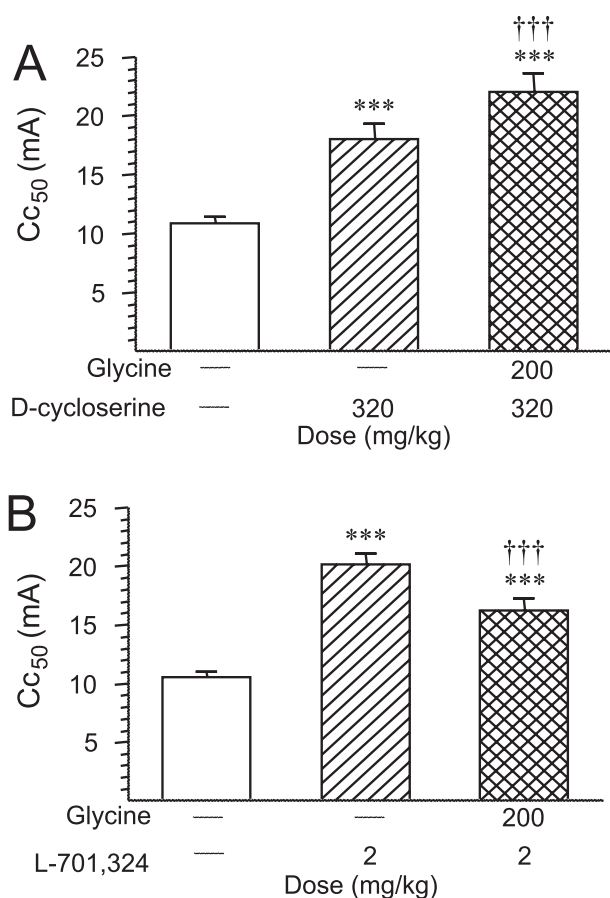 A
Cc50 (mA)
25
20
15
10
5
***
†††
***
Glycine — — 200
D-cycloserine — 320 320
Dose (mg/kg)
B
Cc50 (mA)
25
20
15
10
5
***
†††
***
Glycine — — 200
L-701,324 — 2 2
Dose (mg/kg)